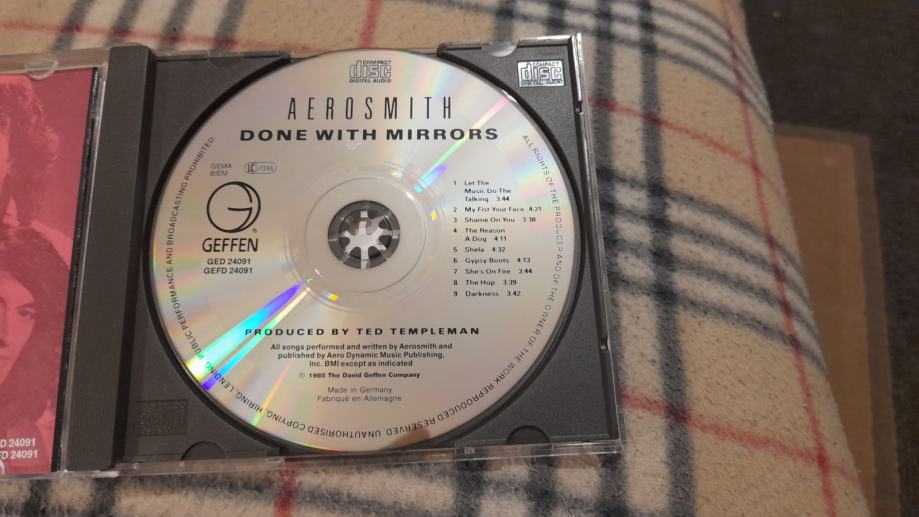 COMPACT
disc
DIGITAL AUDIO
COMPACT
disc
DIGITAL AUDIO
AEROSMITH
DONE WITH MIRRORS
GEMA
BIEM
LC 7266
G
®
GEFFEN
GED 24091
GEFD 24091
1 Let The
Music Do The
Talking 3:44
2 My Fist Your Face 4:21
3 Shame On You 3:38
4 The Reason
A Dog 4:11
5 Shela 4:32
6 Gypsy Boots 4:13
7 She's On Fire 3:44
8 The Hop 3:39
9 Darkness 3:42
PRODUCED BY TED TEMPLEMAN
All songs performed and written by Aerosmith and
published by Aero Dynamic Music Publishing,
Inc. BMI except as indicated
℗ 1985 The David Geffen Company
Made in Germany
Fabriqué en Allemagne
ALL RIGHTS OF THE PRODUCER AND OF THE OWNER OF THE WORK REPRODUCED RESERVED. UNAUTHORISED COPYING, HIRING, LENDING, PUBLIC PERFORMANCE AND BROADCASTING PROHIBITED.
D 24091
FD 24091